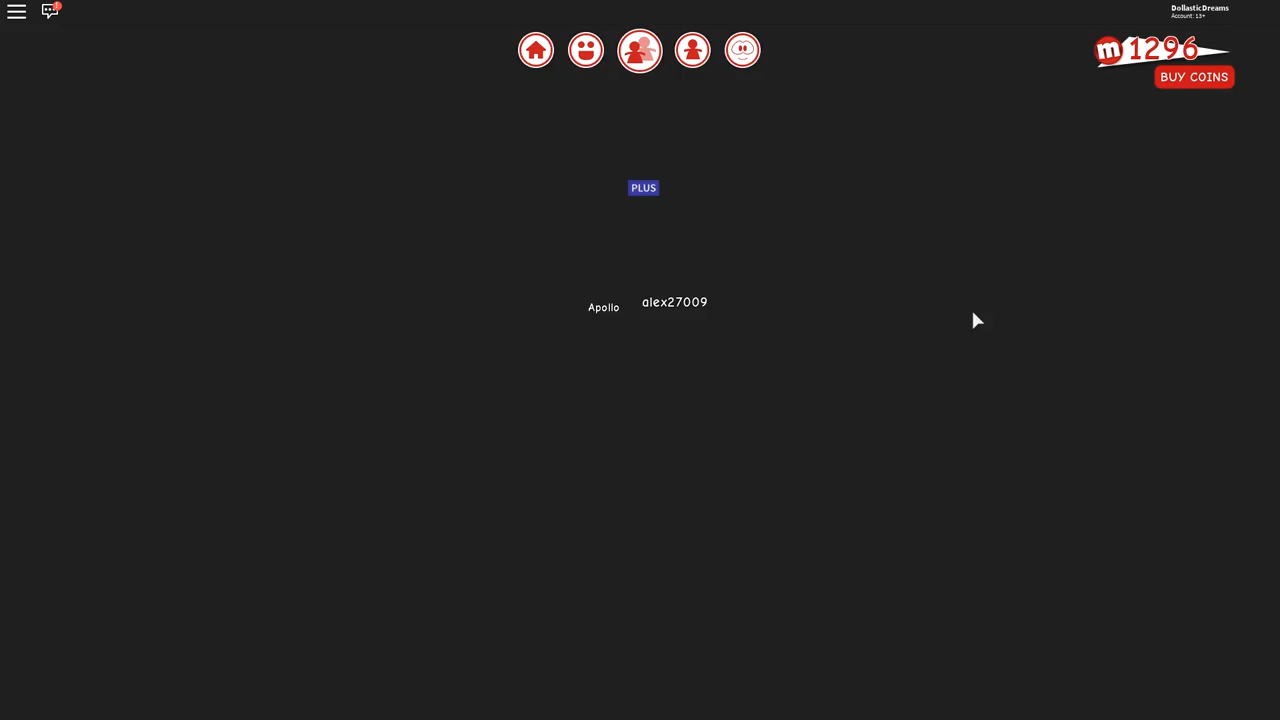 DollasticDreams
Account: 13+
m 1296
BUY COINS
PLUS
Apollo
alex27009